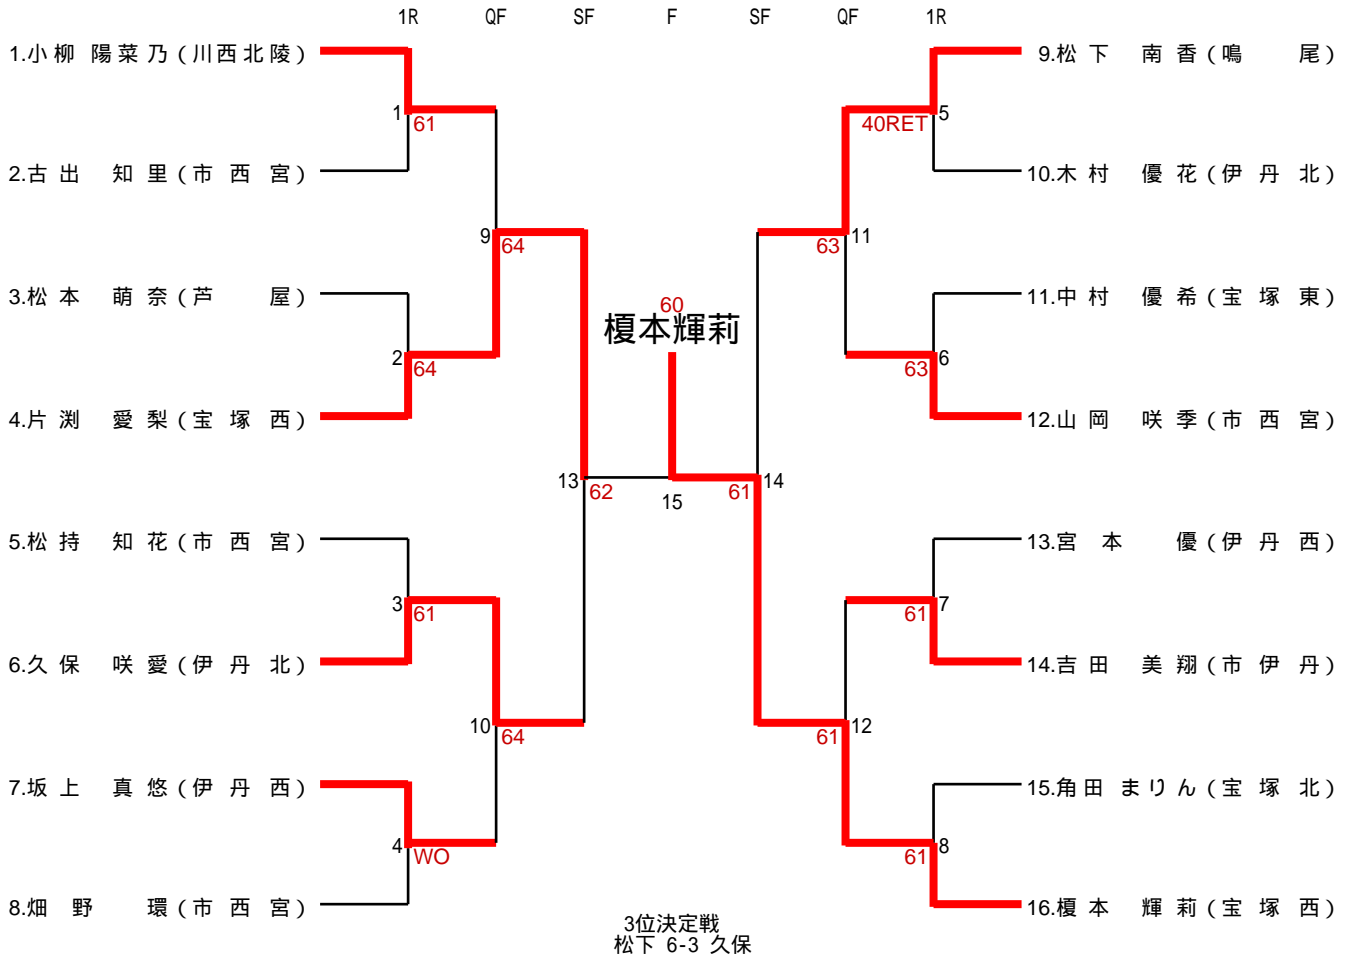 1R QF SF F SF QF 1R
1.小柳 陽菜乃(川西北陵)
9.松下 南香(鳴 尾)
1
61
40RET
5
2.古出 知里(市西宮)
10.木村 優花(伊丹北)
9
64
63
11
3.松本 萌奈(芦 屋)
11.中村 優希(宝塚東)
60
榎本輝莉
2
64
63
6
4.片渕 愛梨(宝塚西)
12.山岡 咲季(市西宮)
13
62
15
61
14
5.松持 知花(市西宮)
13.宮本 優(伊丹西)
3
61
61
7
6.久保 咲愛(伊丹北)
14.吉田 美翔(市伊丹)
10
64
61
12
7.坂上 真悠(伊丹西)
15.角田 まりん(宝塚北)
4
WO
61
8
8.畑野 環(市西宮)
16.榎本 輝莉(宝塚西)
3位決定戦
松下 6-3 久保